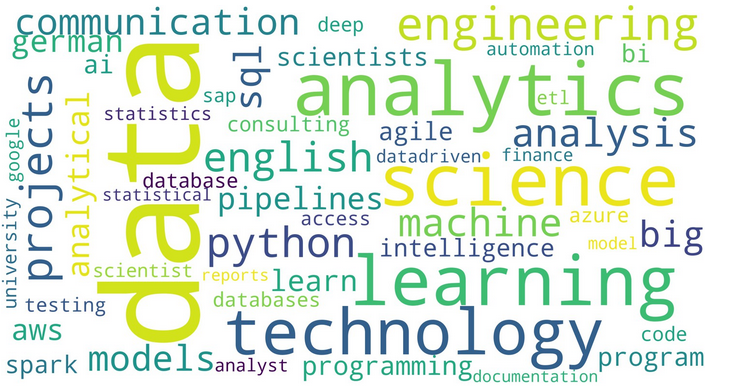 communication
deep
engineering
german
ai
sql
scientists
automation
bi
data
sap
analytics
etl
projects
analytical
statistics
google
consulting
agile
analysis
english
datadriven
finance
database
statistical
pipelines
science
access
machine
azure
big
university
python
intelligence
model
scientist
reports
learn
learning
databases
testing
technology
aws
code
spark
models
analyst
programming
documentation
program